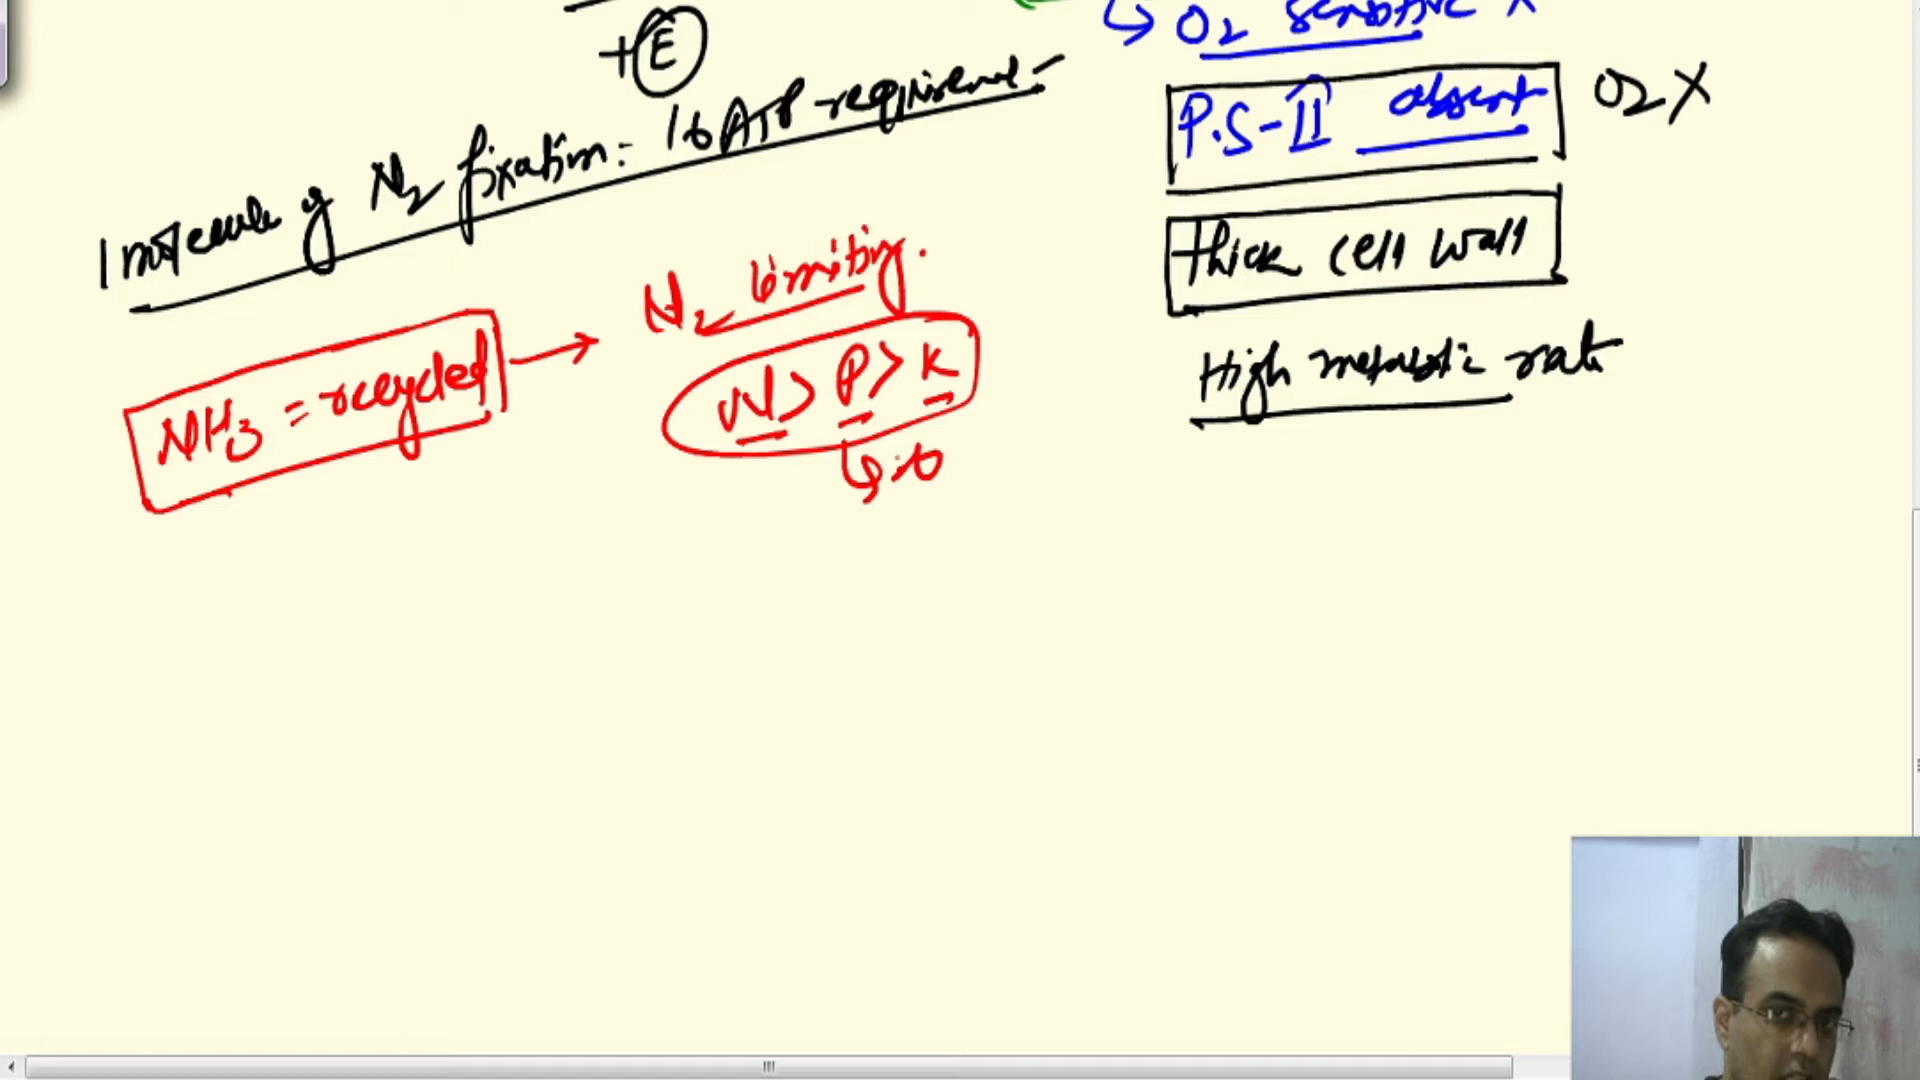 +E
1 molecule of N2 fixation:- 16 ATP requirement-
NH3 = recycled → N2 limiting.
N > P > K
O2 sensitive X
P.S-II absent O2 X
thick cell wall
High metabolic rate